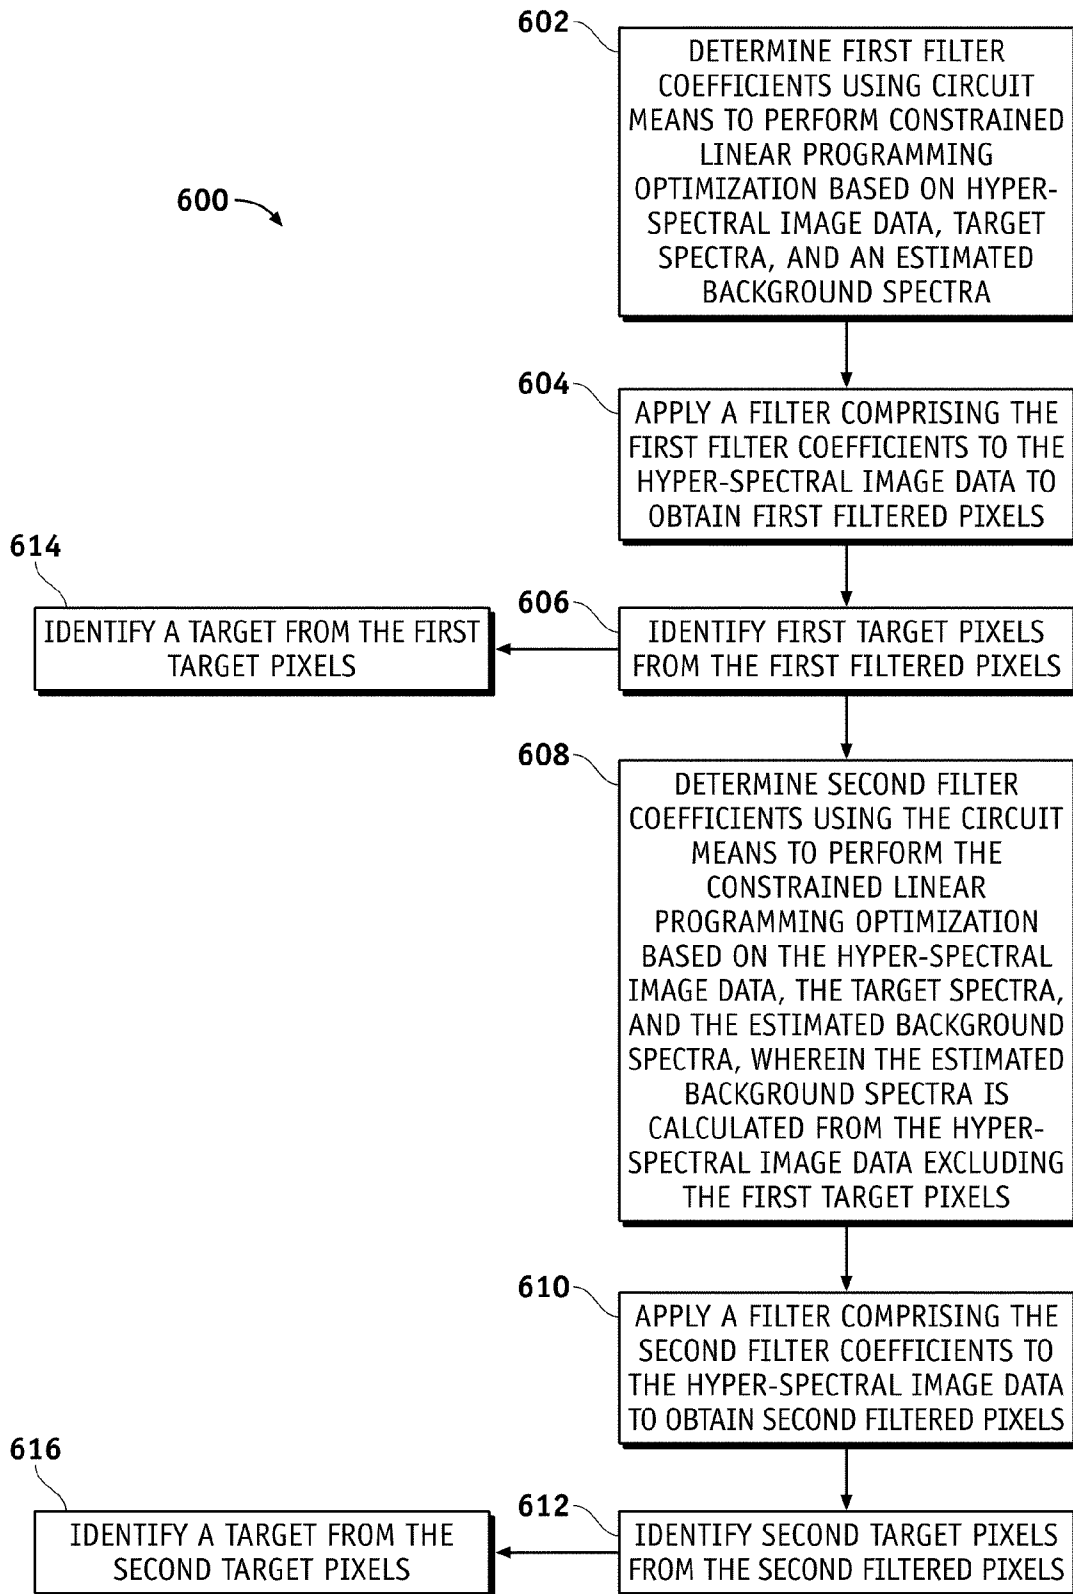 602
DETERMINE FIRST FILTER
COEFFICIENTS USING CIRCUIT
MEANS TO PERFORM CONSTRAINED
LINEAR PROGRAMMING
OPTIMIZATION BASED ON HYPER-
SPECTRAL IMAGE DATA, TARGET
SPECTRA, AND AN ESTIMATED
BACKGROUND SPECTRA
600
604
APPLY A FILTER COMPRISING THE
FIRST FILTER COEFFICIENTS TO THE
HYPER-SPECTRAL IMAGE DATA TO
OBTAIN FIRST FILTERED PIXELS
614
IDENTIFY A TARGET FROM THE FIRST
TARGET PIXELS
606
IDENTIFY FIRST TARGET PIXELS
FROM THE FIRST FILTERED PIXELS
608
DETERMINE SECOND FILTER
COEFFICIENTS USING THE CIRCUIT
MEANS TO PERFORM THE
CONSTRAINED LINEAR
PROGRAMMING OPTIMIZATION
BASED ON THE HYPER-SPECTRAL
IMAGE DATA, THE TARGET SPECTRA,
AND THE ESTIMATED BACKGROUND
SPECTRA, WHEREIN THE ESTIMATED
BACKGROUND SPECTRA IS
CALCULATED FROM THE HYPER-
SPECTRAL IMAGE DATA EXCLUDING
THE FIRST TARGET PIXELS
610
APPLY A FILTER COMPRISING THE
SECOND FILTER COEFFICIENTS TO
THE HYPER-SPECTRAL IMAGE DATA
TO OBTAIN SECOND FILTERED PIXELS
616
IDENTIFY A TARGET FROM THE
SECOND TARGET PIXELS
612
IDENTIFY SECOND TARGET PIXELS
FROM THE SECOND FILTERED PIXELS